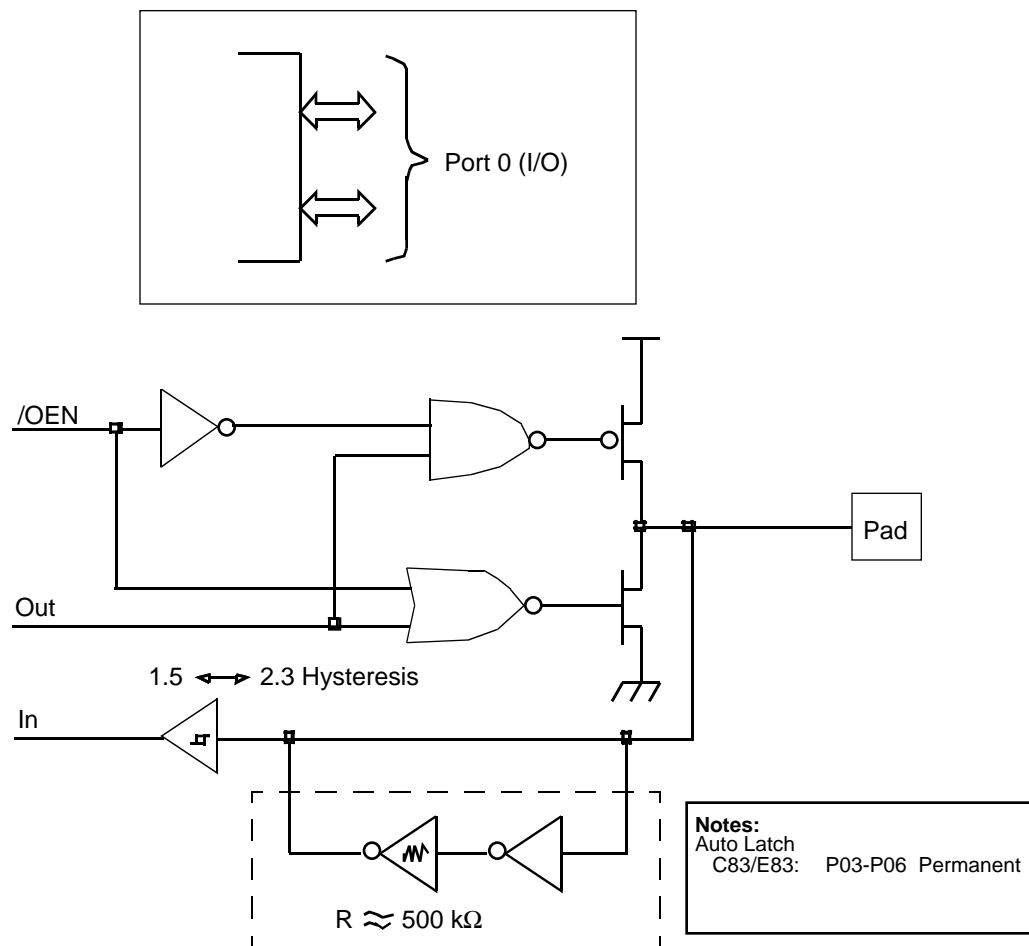 Port 0 (I/O)
/OEN
Pad
Out
1.5 2.3 Hysteresis
In
Notes:
Auto Latch
C83/E83: P03-P06 Permanent
R ≈ 500 kΩ